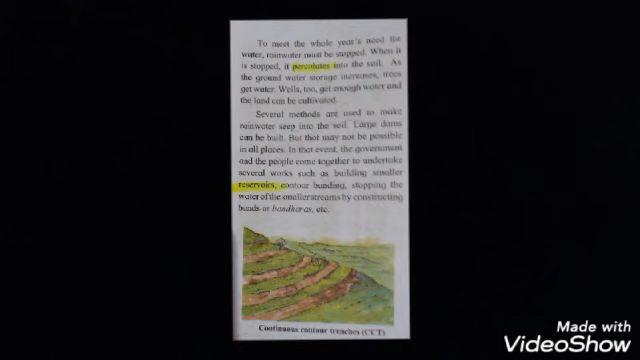 To meet the whole year's need for
water, rainwater must be stopped. When it
is stopped, it percolates into the soil. As
the ground water storage increases, trees
get water. Wells, too, get enough water and
the land can be cultivated.
Several methods are used to make
rainwater seep into the soil. Large dams
can be built. But that may not be possible
in all places. In that event, the government
and the people come together to undertake
several works such as building smaller
reservoirs, contour bunding, stopping the
water of the smaller streams by constructing
bunds or bandharas, etc.
Continuous contour trenches (CCT)
Made with
VideoShow